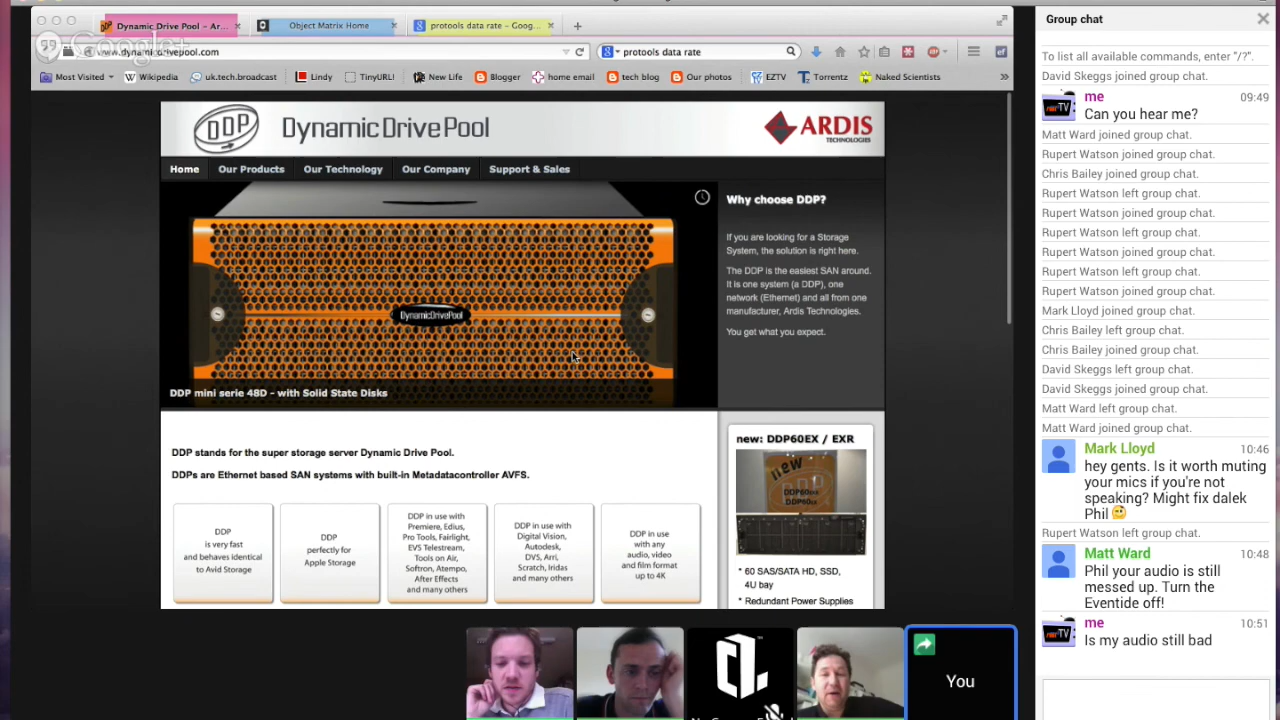 Dynamic Drive Pool – Ar...
Object Matrix Home
protools data rate – Goog...
Google+
www.dynamicdrivepool.com
protools data rate
Most Visited
Wikipedia
uk.tech.broadcast
Lindy
TinyURL!
New Life
Blogger
home email
tech blog
Our photos
EZTV
Torrentz
Naked Scientists
DDP
DynamicDrivePool
ARDIS
TECHNOLOGIES
Home
Our Products
Our Technology
Our Company
Support & Sales
DynamicDrivePool
DDP mini serie 48D - with Solid State Disks
Why choose DDP?
If you are looking for a Storage
System, the solution is right here.
The DDP is the easiest SAN around.
It is one system (a DDP), one
network (Ethernet) and all from one
manufacturer, Ardis Technologies.
You get what you expect.
DDP stands for the super storage server Dynamic Drive Pool.
DDPs are Ethernet based SAN systems with built-in Metadatacontroller AVFS.
DDP
is very fast
and behaves identical
to Avid Storage
DDP
perfectly for
Apple Storage
DDP in use with
Premiere, Edius,
Pro Tools, Fairlight,
EVS Telestream,
Tools on Air,
Softron, Atempo,
After Effects
and many others
DDP in use with
Digital Vision,
Autodesk,
DVS, Arri,
Scratch, Iridas
and many others
DDP in use
with any
audio, video
and film format
up to 4K
new: DDP60EX / EXR
new
* 60 SAS/SATA HD, SSD,
4U bay
* Redundant Power Supplies
You
Group chat
To list all available commands, enter "/?".
David Skeggs joined group chat.
me 09:49
Can you hear me?
Matt Ward joined group chat.
Rupert Watson joined group chat.
Chris Bailey joined group chat.
Rupert Watson left group chat.
Rupert Watson joined group chat.
Rupert Watson left group chat.
Rupert Watson joined group chat.
Rupert Watson left group chat.
Rupert Watson joined group chat.
Mark Lloyd joined group chat.
Chris Bailey left group chat.
Chris Bailey joined group chat.
David Skeggs left group chat.
David Skeggs joined group chat.
Matt Ward left group chat.
Matt Ward joined group chat.
Mark Lloyd 10:46
hey gents. Is it worth muting
your mics if you're not
speaking? Might fix dalek
Phil
Rupert Watson left group chat.
Matt Ward 10:48
Phil your audio is still
messed up. Turn the
Eventide off!
me 10:51
Is my audio still bad